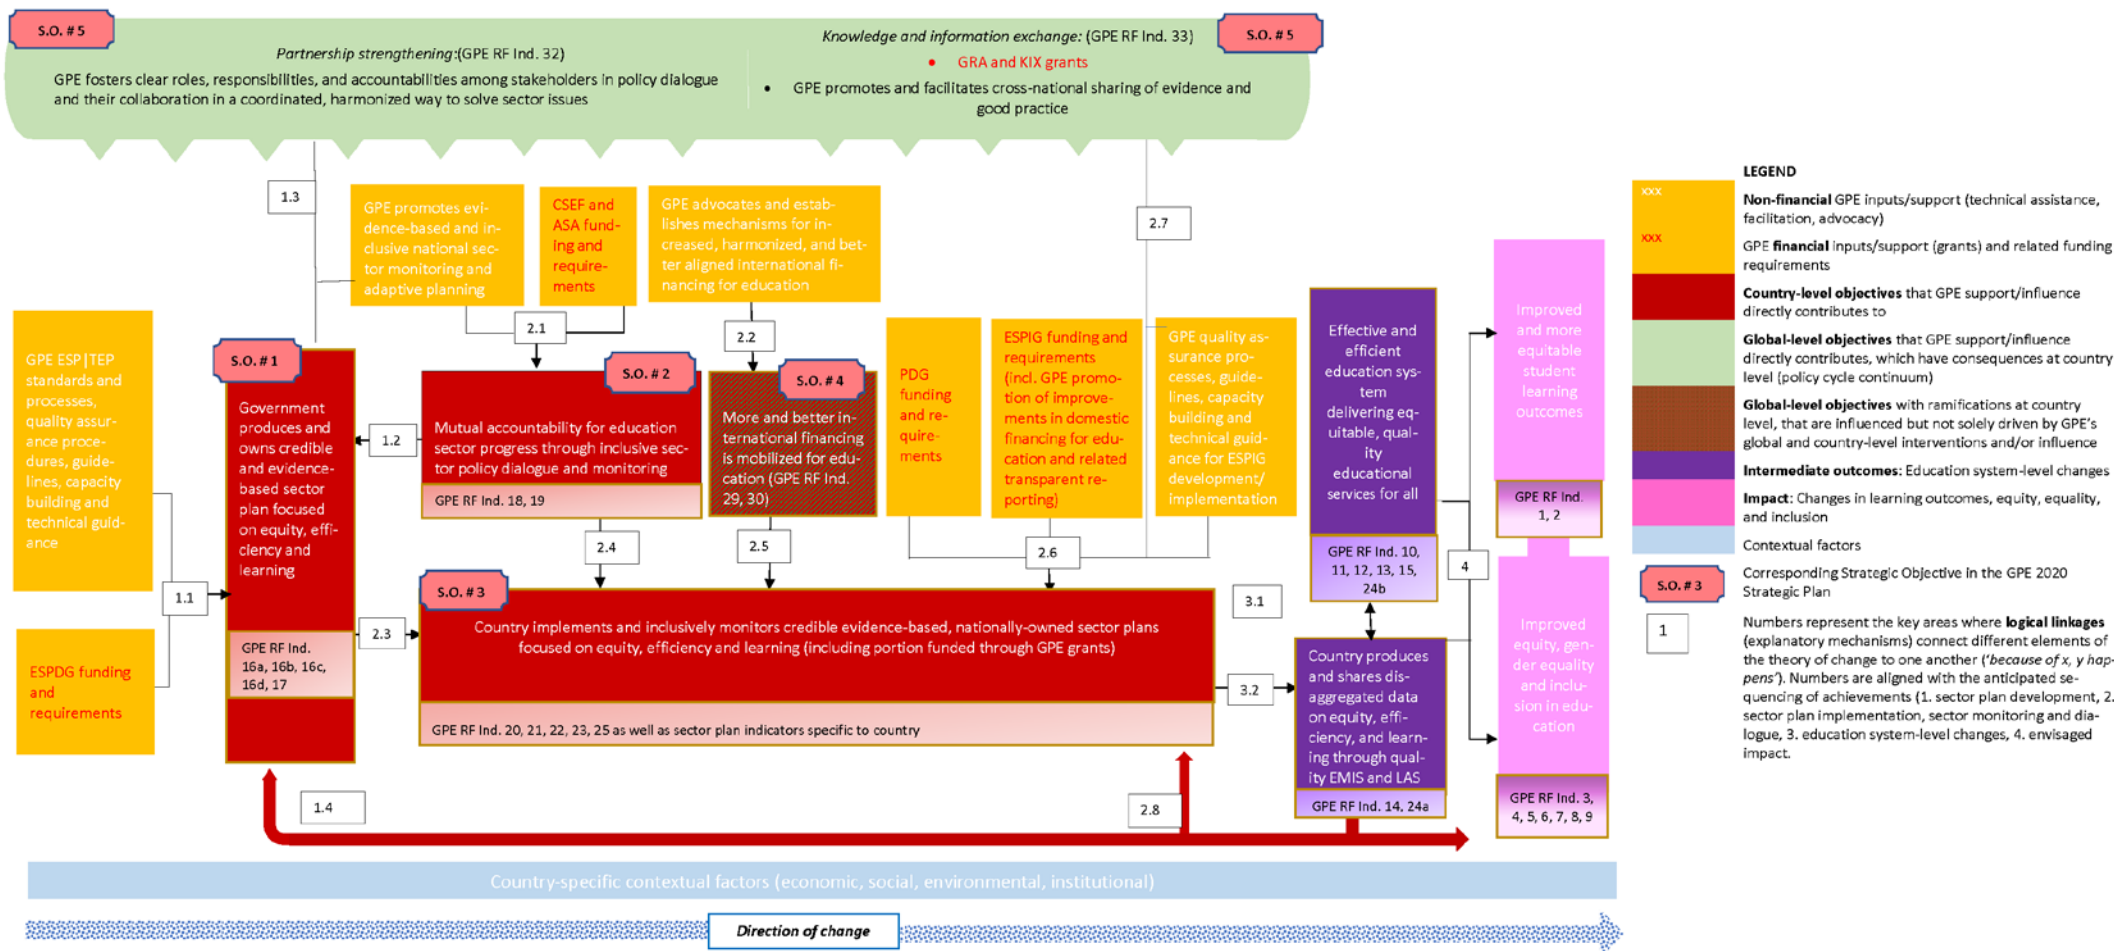 S.O. # 5
Partnership strengthening:(GPE RF Ind. 32)
GPE fosters clear roles, responsibilities, and accountabilities among stakeholders in policy dialogue
and their collaboration in a coordinated, harmonized way to solve sector issues
Knowledge and information exchange: (GPE RF Ind. 33)
• GRA and KIX grants
• GPE promotes and facilitates cross-national sharing of evidence and
good practice
S.O. # 5
1.3
GPE promotes evi-
dence-based and in-
clusive national sec-
tor monitoring and
adaptive planning
CSEF and
ASA fund-
ing and
require-
ments
GPE advocates and estab-
lishes mechanisms for in-
creased, harmonized, and bet-
ter aligned international fi-
nancing for education
2.7
2.1
2.2
GPE ESP|TEP
standards and
processes,
quality assur-
ance proce-
dures, guide-
lines, capacity
building and
technical guid-
ance
ESPDG funding
and
requirements
1.1
S.O. # 1
Government
produces and
owns credible
and evidence-
based sector
plan focused
on equity, effi-
ciency and
learning
GPE RF Ind.
16a, 16b, 16c,
16d, 17
1.2
S.O. # 2
Mutual accountability for education
sector progress through inclusive sec-
tor policy dialogue and monitoring
GPE RF Ind. 18, 19
S.O. # 4
More and better in-
ternational financing
is mobilized for edu-
cation (GPE RF Ind.
29, 30)
PDG
funding
and re-
quire-
ments
ESPIG funding and
requirements
(incl. GPE promo-
tion of improve-
ments in domestic
financing for edu-
cation and related
transparent re-
porting)
GPE quality as-
surance pro-
cesses, guide-
lines, capacity
building and
technical guid-
ance for ESPIG
development/
implementation
2.4
2.5
2.6
2.3
S.O. # 3
Country implements and inclusively monitors credible evidence-based, nationally-owned sector plans
focused on equity, efficiency and learning (including portion funded through GPE grants)
GPE RF Ind. 20, 21, 22, 23, 25 as well as sector plan indicators specific to country
3.1
3.2
Effective and
efficient
education sys-
tem
delivering eq-
uitable, qual-
ity
educational
services for all
GPE RF Ind. 10,
11, 12, 13, 15,
24b
Country produces
and shares dis-
aggregated data
on equity, effi-
ciency, and learn-
ing through qual-
ity EMIS and LAS
GPE RF Ind. 14, 24a
4
Improved
and more
equitable
student
learning
outcomes
GPE RF Ind.
1, 2
Improved
equity, gen-
der equality
and inclu-
sion in edu-
cation
GPE RF Ind. 3,
4, 5, 6, 7, 8, 9
1.4
2.8
Country-specific contextual factors (economic, social, environmental, institutional)
Direction of change
LEGEND
xxx
Non-financial GPE inputs/support (technical assistance,
facilitation, advocacy)
xxx
GPE financial inputs/support (grants) and related funding
requirements
Country-level objectives that GPE support/influence
directly contributes to
Global-level objectives that GPE support/influence
directly contributes, which have consequences at country
level (policy cycle continuum)
Global-level objectives with ramifications at country
level, that are influenced but not solely driven by GPE's
global and country-level interventions and/or influence
Intermediate outcomes: Education system-level changes
Impact: Changes in learning outcomes, equity, equality,
and inclusion
Contextual factors
S.O. # 3
Corresponding Strategic Objective in the GPE 2020
Strategic Plan
1
Numbers represent the key areas where logical linkages
(explanatory mechanisms) connect different elements of
the theory of change to one another ('because of x, y hap-
pens'). Numbers are aligned with the anticipated se-
quencing of achievements (1. sector plan development, 2.
sector plan implementation, sector monitoring and dia-
logue, 3. education system-level changes, 4. envisaged
impact.